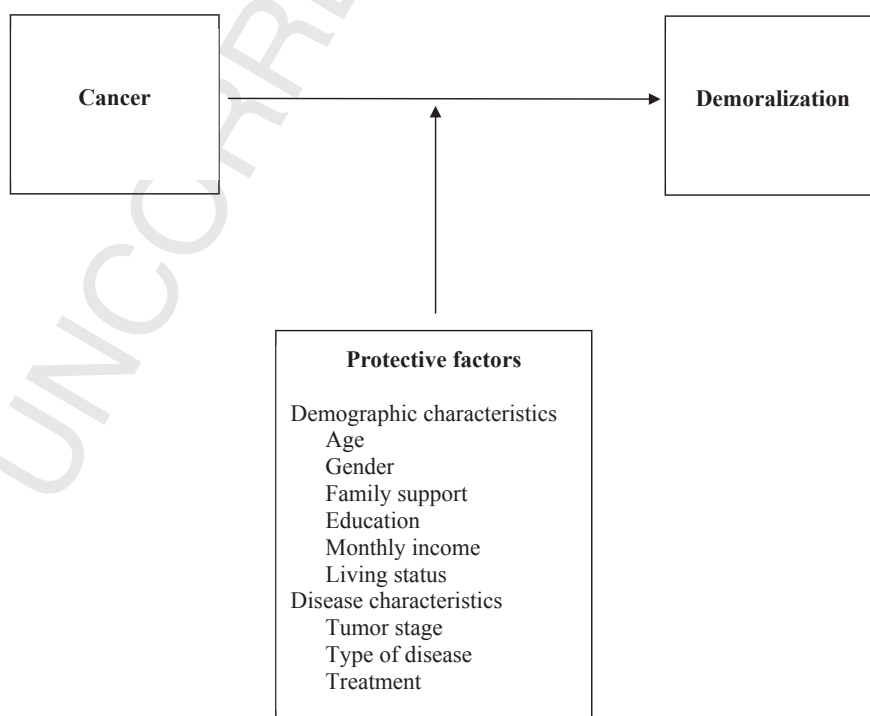 Cancer
Demoralization
Protective factors
Demographic characteristics
Age
Gender
Family support
Education
Monthly income
Living status
Disease characteristics
Tumor stage
Type of disease
Treatment